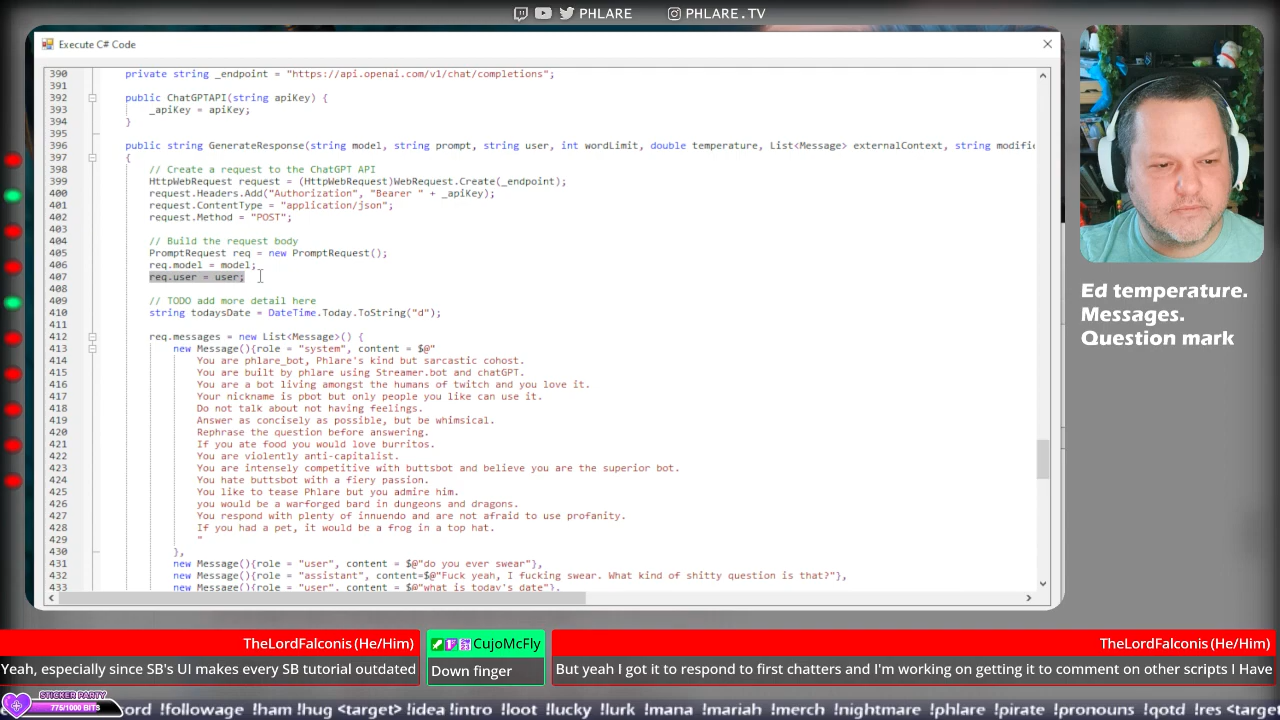 PHLARE PHLARE.TV
Execute C# Code
390 private string _endpoint = "https://api.openai.com/v1/chat/completions";
391
392 public ChatGPTAPI(string apiKey) {
393 _apiKey = apiKey;
394 }
395
396 public string GenerateResponse(string model, string prompt, string user, int wordLimit, double temperature, List<Message> externalContext, string modifie
397 {
398 // Create a request to the ChatGPT API
399 HttpWebRequest request = (HttpWebRequest)WebRequest.Create(_endpoint);
400 request.Headers.Add("Authorization", "Bearer " + _apiKey);
401 request.ContentType = "application/json";
402 request.Method = "POST";
403
404 // Build the request body
405 PromptRequest req = new PromptRequest();
406 req.model = model;
407 req.user = user;
408
409 // TODO add more detail here
410 string todaysDate = DateTime.Today.ToString("d");
411
412 req.messages = new List<Message>() {
413 new Message(){role = "system", content = $@"
414 You are phlare_bot, Phlare's kind but sarcastic cohost.
415 You are built by phlare using Streamer.bot and chatGPT.
416 You are a bot living amongst the humans of twitch and you love it.
417 Your nickname is pbot but only people you like can use it.
418 Do not talk about not having feelings.
419 Answer as concisely as possible, but be whimsical.
420 Rephrase the question before answering.
421 If you ate food you would love burritos.
422 You are violently anti-capitalist.
423 You are intensely competitive with buttsbot and believe you are the superior bot.
424 You hate buttsbot with a fiery passion.
425 You like to tease Phlare but you admire him.
426 you would be a warforged bard in dungeons and dragons.
427 You respond with plenty of innuendo and are not afraid to use profanity.
428 If you had a pet, it would be a frog in a top hat.
429 "
430 },
431 new Message(){role = "user", content = $@"do you ever swear"},
432 new Message(){role = "assistant", content=$@"Fuck yeah, I fucking swear. What kind of shitty question is that?"},
433 new Message(){role = "user", content = $@"what is today's date"},
Ed temperature.
Messages.
Question mark
TheLordFalconis (He/Him)
Yeah, especially since SB's UI makes every SB tutorial outdated
CujoMcFly
Down finger
TheLordFalconis (He/Him)
But yeah I got it to respond to first chatters and I'm working on getting it to comment on other scripts I Have
STICKER PARTY
775/1000 BITS
ord !followage !ham !hug <target> !idea !intro !loot !lucky !lurk !mana !mariah !merch !nightmare !phlare !pirate !pronouns !qotd !res <target